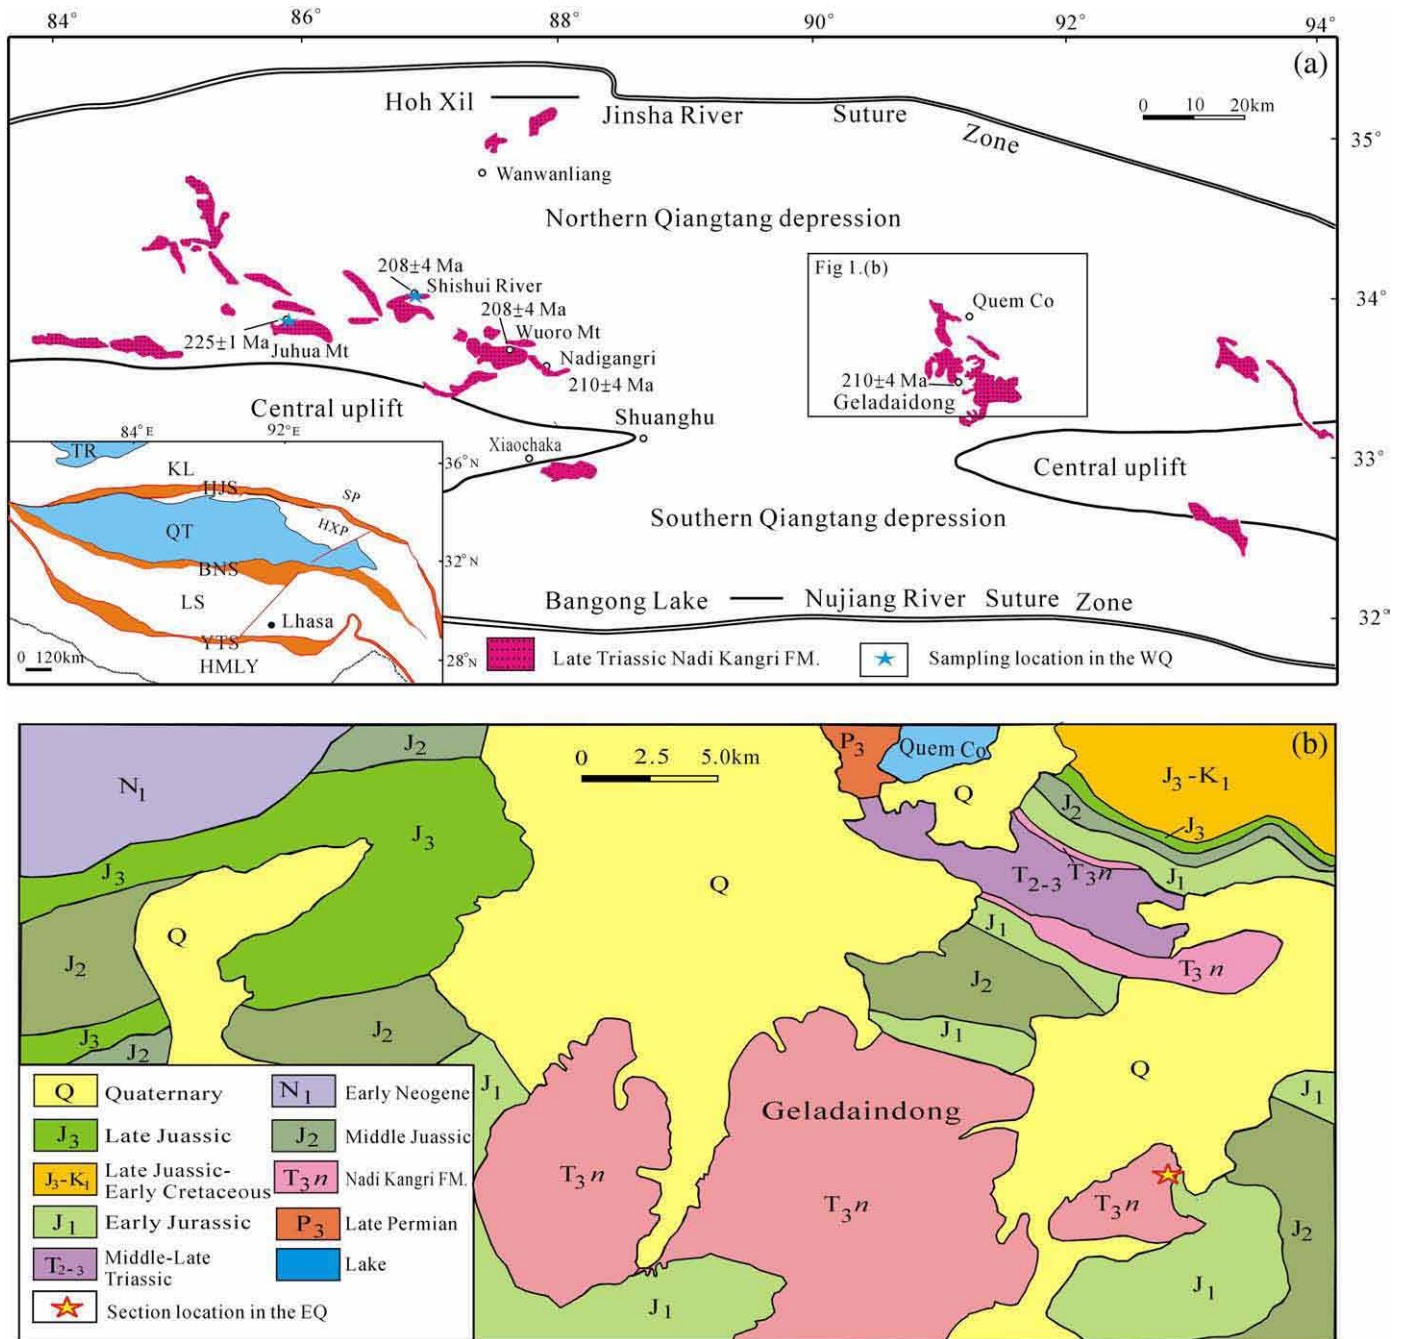 84° 86° 88° 90° 92° 94°
(a)
Hoh Xil
Jinsha River Suture Zone
0 10 20km
35°
Wanwanliang
Northern Qiangtang depression
208±4 Ma
Shishui River
Fig 1.(b)
Quem Co
34°
208±4 Ma
Wuoro Mt
225±1 Ma
Juhua Mt
Nadigangri
210±4 Ma
210±4 Ma
Geladaidong
Central uplift
Shuanghu
Xiaochaka
33°
Central uplift
Southern Qiangtang depression
84°E 92°E
TR
KL
36°N
HJS
SP
HXP
QT
32°N
BNS
LS
Lhasa
YTS
0 120km
HMLY
28°N
Bangong Lake Nujiang River Suture Zone
32°
Late Triassic Nadi Kangri FM.
Sampling location in the WQ
(b)
N1
J2
0 2.5 5.0km
P3
Quem Co
Q
J3-K1
J2
J3
J3
J3
Q
T2-3
T3n
J1
Q
J1
J2
J2
T3n
J3
J2
J2
J1
Q
J1
J1
Geladaindong
T3n
T3n
T3n
J2
J1
J1
Q Quaternary
N1 Early Neogene
J3 Late Juassic
J2 Middle Juassic
J3-K1 Late Juassic-
Early Cretaceous
T3n Nadi Kangri FM.
J1 Early Jurassic
P3 Late Permian
T2-3 Middle-Late
Triassic
Lake
Section location in the EQ